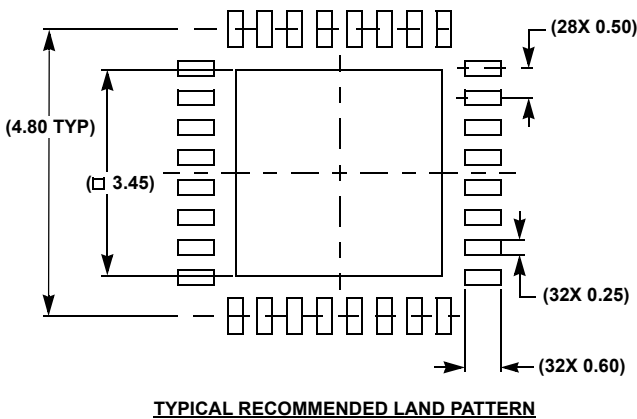 (28X 0.50)
(4.80 TYP)
(□ 3.45)
(32X 0.25)
(32X 0.60)
TYPICAL RECOMMENDED LAND PATTERN